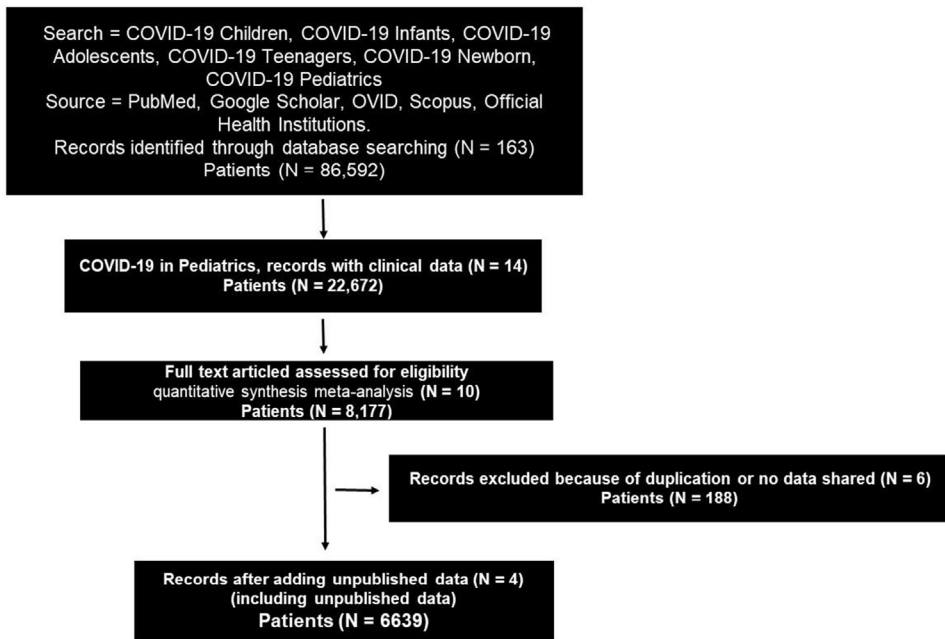 Search = COVID-19 Children, COVID-19 Infants, COVID-19
Adolescents, COVID-19 Teenagers, COVID-19 Newborn,
COVID-19 Pediatrics
Source = PubMed, Google Scholar, OVID, Scopus, Official
Health Institutions.
Records identified through database searching (N = 163)
Patients (N = 86,592)
COVID-19 in Pediatrics, records with clinical data (N = 14)
Patients (N = 22,672)
Full text articled assessed for eligibility
quantitative synthesis meta-analysis (N = 10)
Patients (N = 8,177)
Records excluded because of duplication or no data shared (N = 6)
Patients (N = 188)
Records after adding unpublished data (N = 4)
(including unpublished data)
Patients (N = 6639)